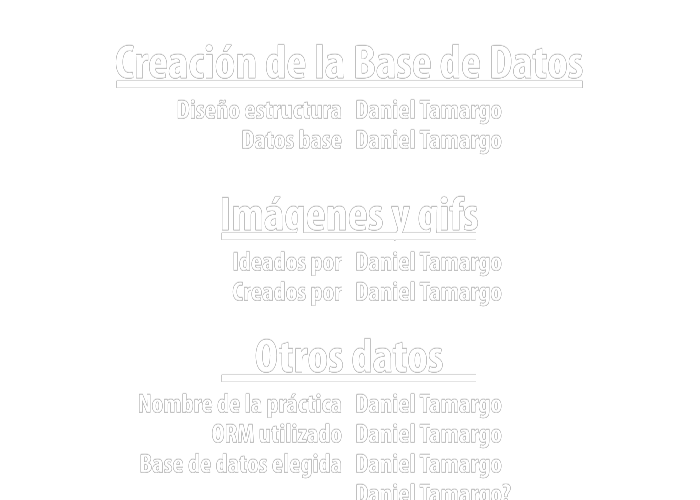 Creación de la Base de Datos
Diseño estructura Daniel Tamargo
Datos base Daniel Tamargo
Imágenes y gifs
Ideados por Daniel Tamargo
Creados por Daniel Tamargo
Otros datos
Nombre de la práctica Daniel Tamargo
ORM utilizado Daniel Tamargo
Base de datos elegida Daniel Tamargo
Daniel Tamargo?